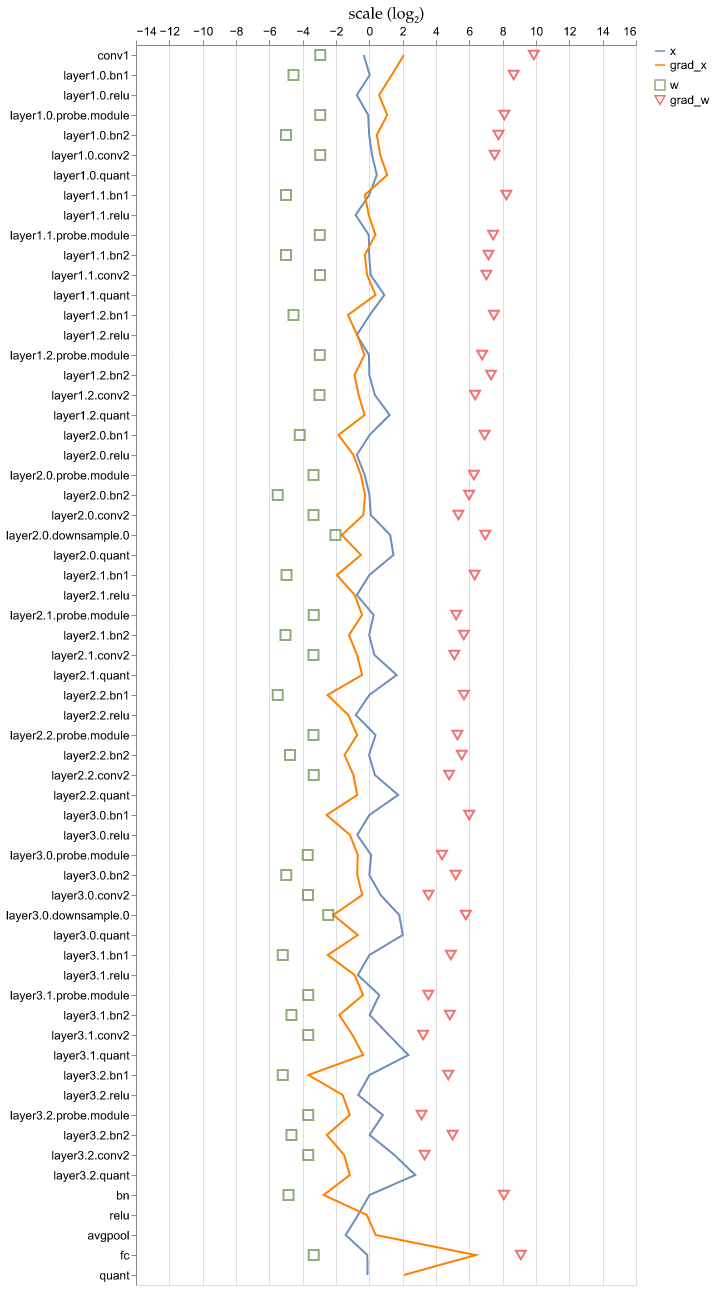 scale (log₂)
−14 −12 −10 −8 −6 −4 −2 0 2 4 6 8 10 12 14 16
x
grad_x
w
grad_w
conv1
layer1.0.bn1
layer1.0.relu
layer1.0.probe.module
layer1.0.bn2
layer1.0.conv2
layer1.0.quant
layer1.1.bn1
layer1.1.relu
layer1.1.probe.module
layer1.1.bn2
layer1.1.conv2
layer1.1.quant
layer1.2.bn1
layer1.2.relu
layer1.2.probe.module
layer1.2.bn2
layer1.2.conv2
layer1.2.quant
layer2.0.bn1
layer2.0.relu
layer2.0.probe.module
layer2.0.bn2
layer2.0.conv2
layer2.0.downsample.0
layer2.0.quant
layer2.1.bn1
layer2.1.relu
layer2.1.probe.module
layer2.1.bn2
layer2.1.conv2
layer2.1.quant
layer2.2.bn1
layer2.2.relu
layer2.2.probe.module
layer2.2.bn2
layer2.2.conv2
layer2.2.quant
layer3.0.bn1
layer3.0.relu
layer3.0.probe.module
layer3.0.bn2
layer3.0.conv2
layer3.0.downsample.0
layer3.0.quant
layer3.1.bn1
layer3.1.relu
layer3.1.probe.module
layer3.1.bn2
layer3.1.conv2
layer3.1.quant
layer3.2.bn1
layer3.2.relu
layer3.2.probe.module
layer3.2.bn2
layer3.2.conv2
layer3.2.quant
bn
relu
avgpool
fc
quant